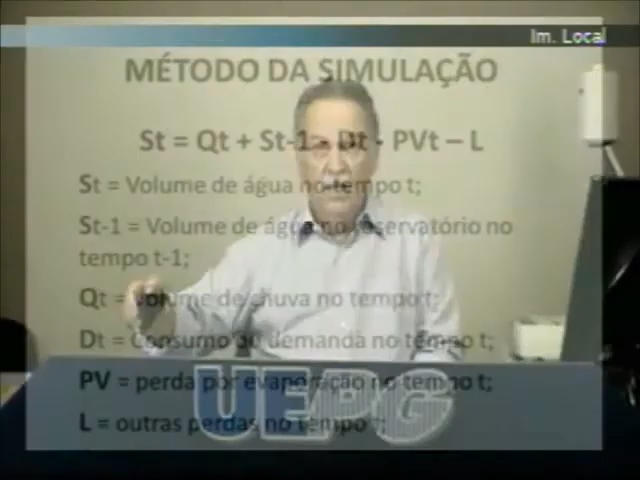 Im. Local
MÉTODO DA SIMULAÇÃO
St = Qt + St-1 - Dt - PVt – L
St = Volume de água no tempo t;
St-1 = Volume de água no reservatório no
tempo t-1;
Qt = Volume de chuva no tempo t;
Dt = Consumo ou demanda no tempo t;
PV = perda por evaporação no tempo t;
L = outras perdas no tempo t;
UEPG